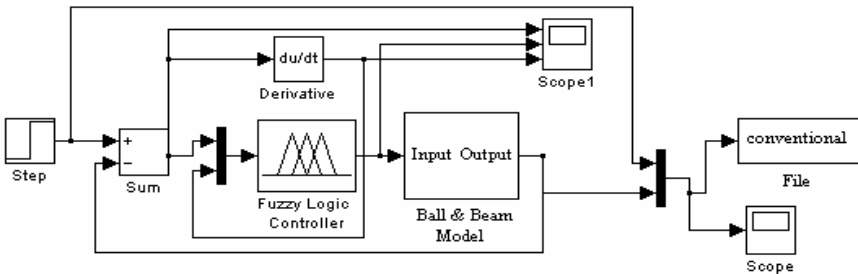 Scope1
du/dt
Derivative
Step
+
−
Sum
Fuzzy Logic
Controller
Input Output
Ball & Beam
Model
conventional
File
Scope